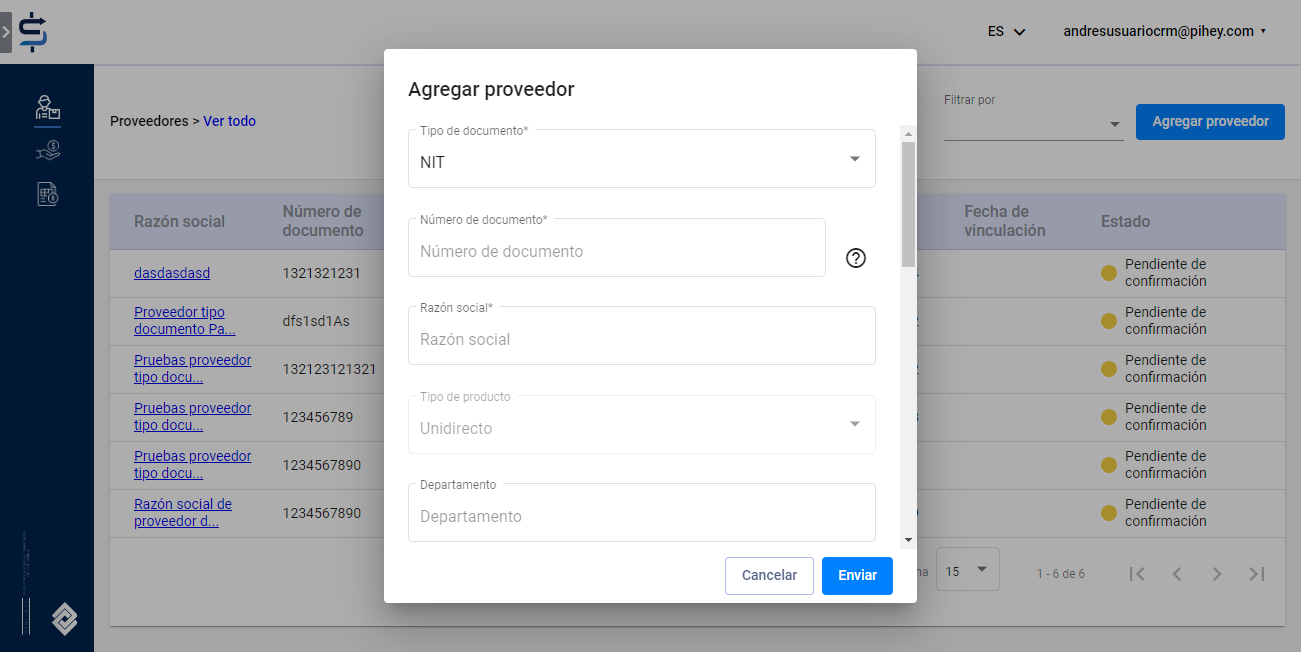 ES
andresusuariocrm@pihey.com
Proveedores > Ver todo
Filtrar por
Agregar proveedor
Razón social
Número de
documento
Fecha de
vinculación
Estado
dasdasdasd
1321321231
Pendiente de
confirmación
Proveedor tipo
documento Pa...
dfs1sd1As
Pendiente de
confirmación
Pruebas proveedor
tipo docu...
132123121321
Pendiente de
confirmación
Pruebas proveedor
tipo docu...
123456789
Pendiente de
confirmación
Pruebas proveedor
tipo docu...
1234567890
Pendiente de
confirmación
Razón social de
proveedor d...
1234567890
Pendiente de
confirmación
15
1 - 6 de 6
Agregar proveedor
Tipo de documento*
NIT
Número de documento*
Número de documento
Razón social*
Razón social
Tipo de producto
Unidirecto
Departamento
Departamento
Cancelar
Enviar